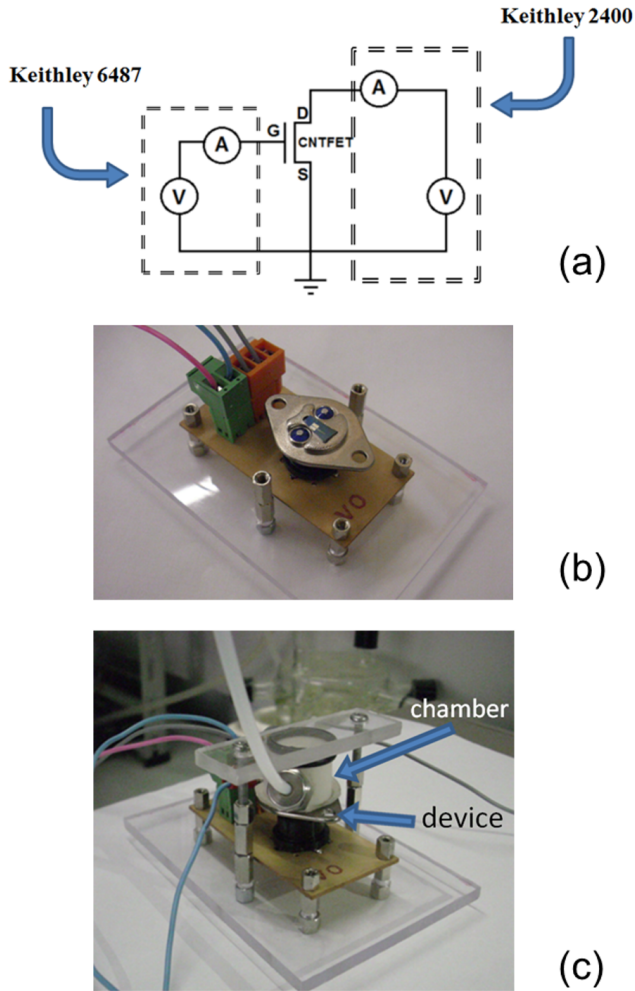 Keithley 2400
Keithley 6487
A
D
G
A
CNTFET
S
V
V
(a)
VO
(b)
chamber
device
VO
(c)